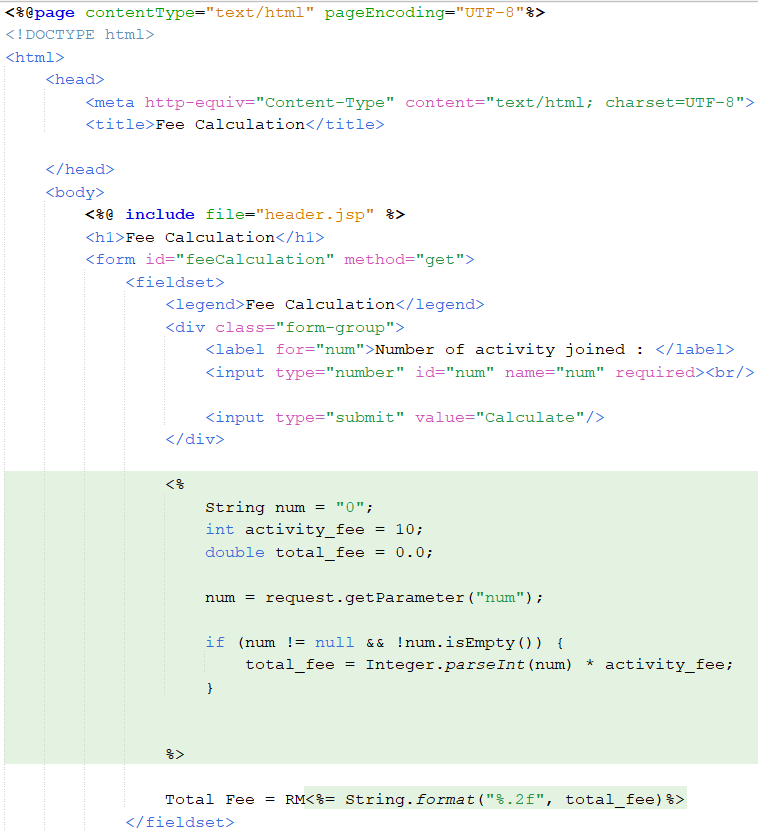 <%@page contentType="text/html" pageEncoding="UTF-8"%>
<!DOCTYPE html>
<html>
    <head>
        <meta http-equiv="Content-Type" content="text/html; charset=UTF-8">
        <title>Fee Calculation</title>

    </head>
    <body>
        <%@ include file="header.jsp" %>
        <h1>Fee Calculation</h1>
        <form id="feeCalculation" method="get">
            <fieldset>
                <legend>Fee Calculation</legend>
                <div class="form-group">
                    <label for="num">Number of activity joined : </label>
                    <input type="number" id="num" name="num" required><br/>

                    <input type="submit" value="Calculate"/>
                </div>

                <%
                    String num = "0";
                    int activity_fee = 10;
                    double total_fee = 0.0;

                    num = request.getParameter("num");

                    if (num != null && !num.isEmpty()) {
                        total_fee = Integer.parseInt(num) * activity_fee;
                    }


                %>

                Total Fee = RM<%= String.format("%.2f", total_fee)%>
            </fieldset>